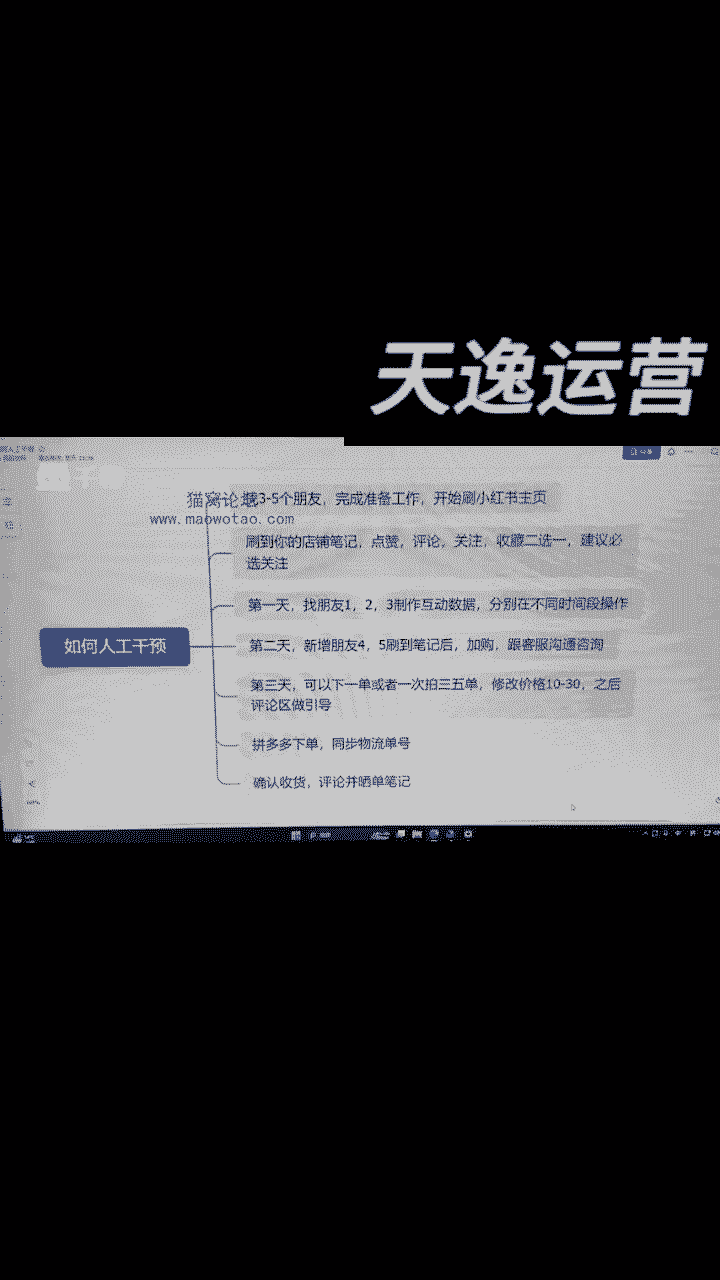 天逸运营
猫窝论坛
www.maowotao.com
3-5个朋友，完成准备工作，开始刷小红书主页
刷到你的店铺笔记，点赞，评论，关注，收藏二选一，建议必
选关注
第一天，找朋友1，2，3制作互动数据，分别在不同时间段操作
如何人工干预
第二天，新增朋友4，5刷到笔记后，加购，跟客服沟通咨询
第三天，可以下一单或者一次拍三五单，修改价格10-30，之后
评论区做引导
拼多多下单，同步物流单号
确认收货，评论并晒单笔记